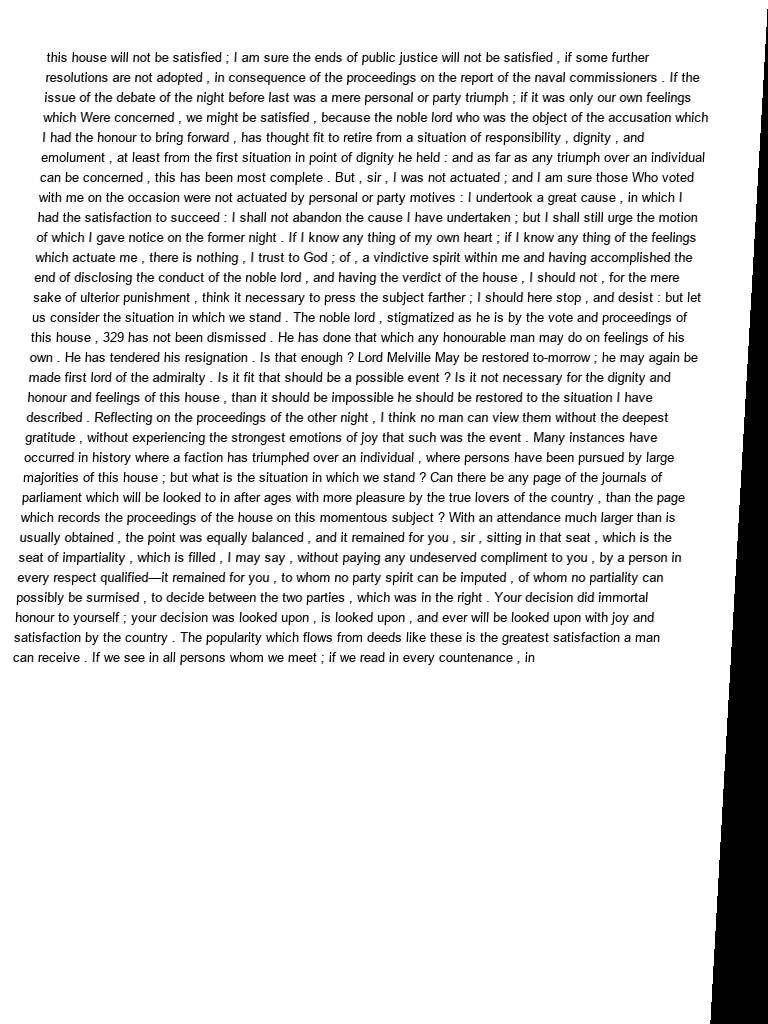 this house will not be satisfied ; I am sure the ends of public justice will not be satisfied , if some further
resolutions are not adopted , in consequence of the proceedings on the report of the naval commissioners . If the
issue of the debate of the night before last was a mere personal or party triumph ; if it was only our own feelings
which Were concerned , we might be satisfied , because the noble lord who was the object of the accusation which
I had the honour to bring forward , has thought fit to retire from a situation of responsibility , dignity , and
emolument , at least from the first situation in point of dignity he held : and as far as any triumph over an individual
can be concerned , this has been most complete . But , sir , I was not actuated ; and I am sure those Who voted
with me on the occasion were not actuated by personal or party motives : I undertook a great cause , in which I
had the satisfaction to succeed : I shall not abandon the cause I have undertaken ; but I shall still urge the motion
of which I gave notice on the former night . If I know any thing of my own heart ; if I know any thing of the feelings
which actuate me , there is nothing , I trust to God ; of , a vindictive spirit within me and having accomplished the
end of disclosing the conduct of the noble lord , and having the verdict of the house , I should not , for the mere
sake of ulterior punishment , think it necessary to press the subject farther ; I should here stop , and desist : but let
us consider the situation in which we stand . The noble lord , stigmatized as he is by the vote and proceedings of
this house , 329 has not been dismissed . He has done that which any honourable man may do on feelings of his
own . He has tendered his resignation . Is that enough ? Lord Melville May be restored to-morrow ; he may again be
made first lord of the admiralty . Is it fit that should be a possible event ? Is it not necessary for the dignity and
honour and feelings of this house , than it should be impossible he should be restored to the situation I have
described . Reflecting on the proceedings of the other night , I think no man can view them without the deepest
gratitude , without experiencing the strongest emotions of joy that such was the event . Many instances have
occurred in history where a faction has triumphed over an individual , where persons have been pursued by large
majorities of this house ; but what is the situation in which we stand ? Can there be any page of the journals of
parliament which will be looked to in after ages with more pleasure by the true lovers of the country , than the page
which records the proceedings of the house on this momentous subject ? With an attendance much larger than is
usually obtained , the point was equally balanced , and it remained for you , sir , sitting in that seat , which is the
seat of impartiality , which is filled , I may say , without paying any undeserved compliment to you , by a person in
every respect qualified—it remained for you , to whom no party spirit can be imputed , of whom no partiality can
possibly be surmised , to decide between the two parties , which was in the right . Your decision did immortal
honour to yourself ; your decision was looked upon , is looked upon , and ever will be looked upon with joy and
satisfaction by the country . The popularity which flows from deeds like these is the greatest satisfaction a man
can receive . If we see in all persons whom we meet ; if we read in every countenance , in